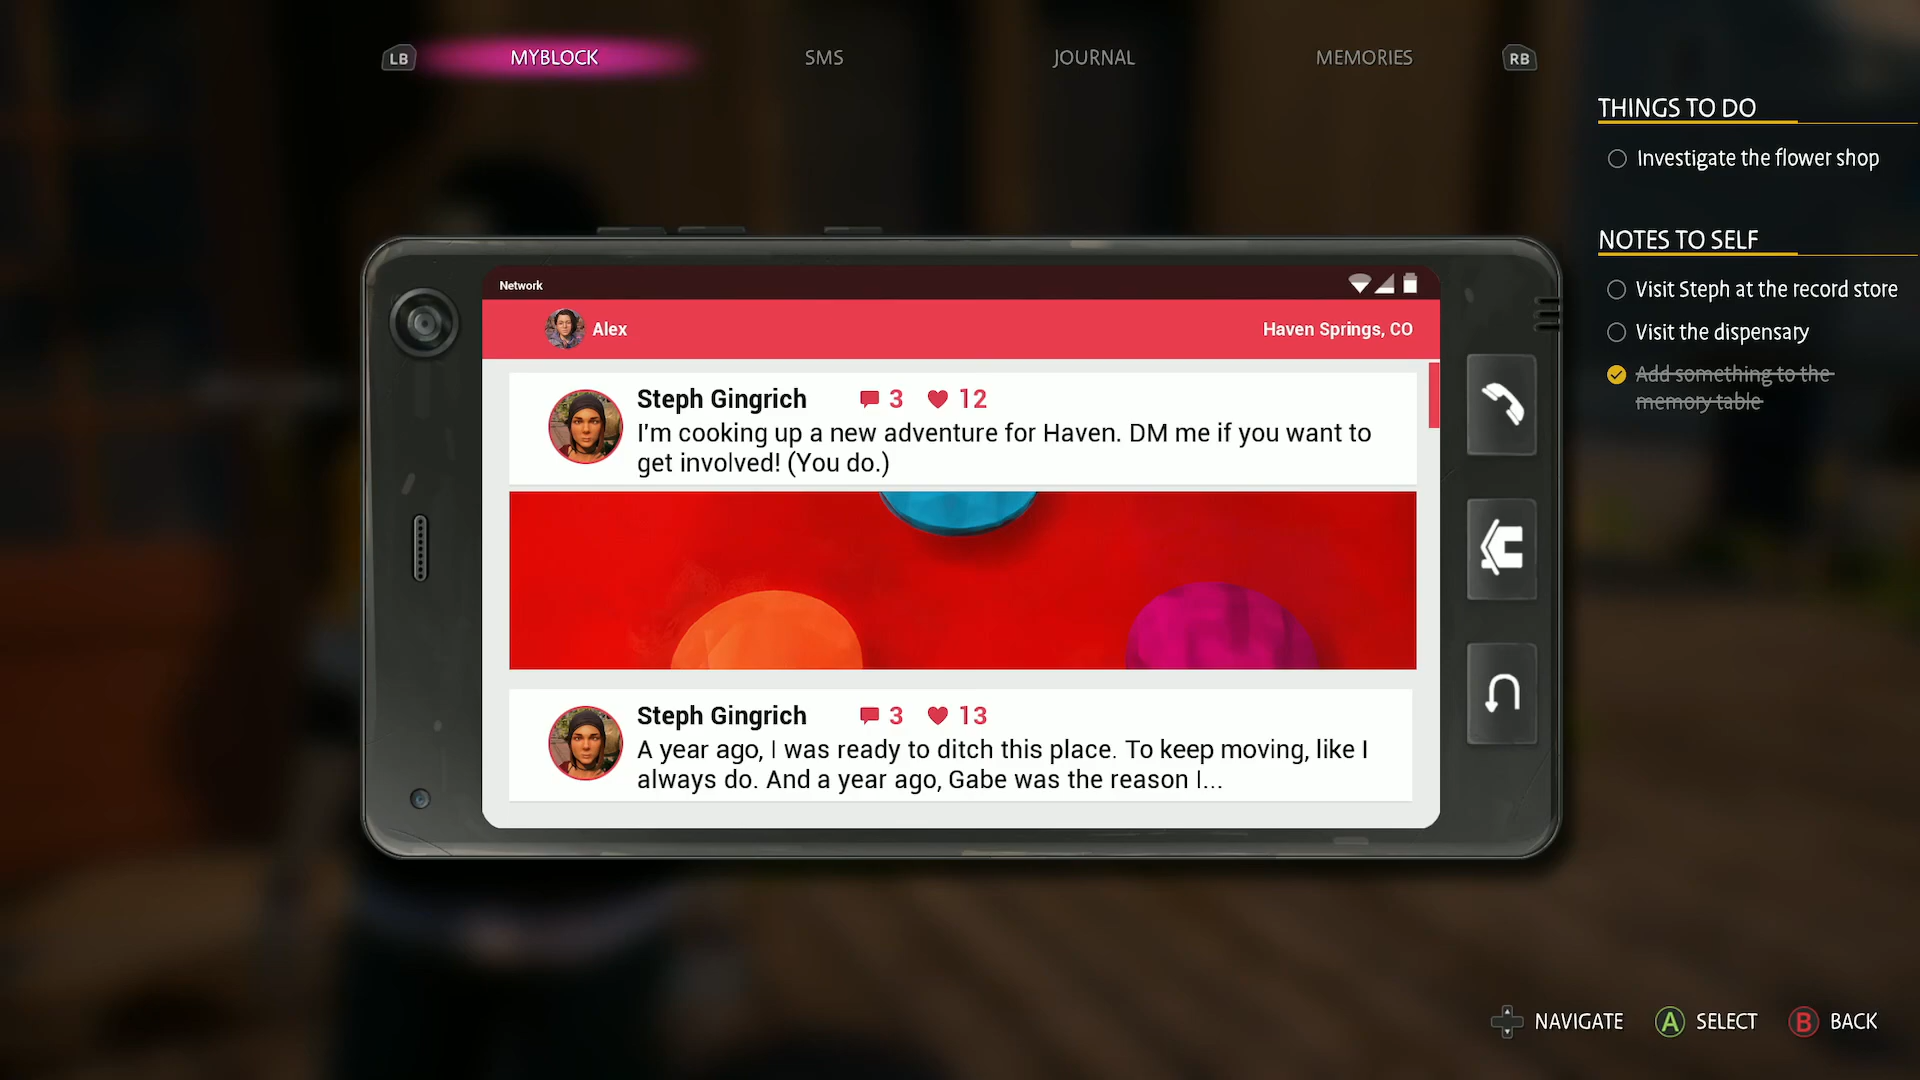 LB MYBLOCK SMS JOURNAL MEMORIES RB
THINGS TO DO
Investigate the flower shop
NOTES TO SELF
Visit Steph at the record store
Visit the dispensary
Add something to the
memory table
Network
Alex Haven Springs, CO
Steph Gingrich 3 12
I'm cooking up a new adventure for Haven. DM me if you want to
get involved! (You do.)
Steph Gingrich 3 13
A year ago, I was ready to ditch this place. To keep moving, like I
always do. And a year ago, Gabe was the reason I...
NAVIGATE A SELECT B BACK